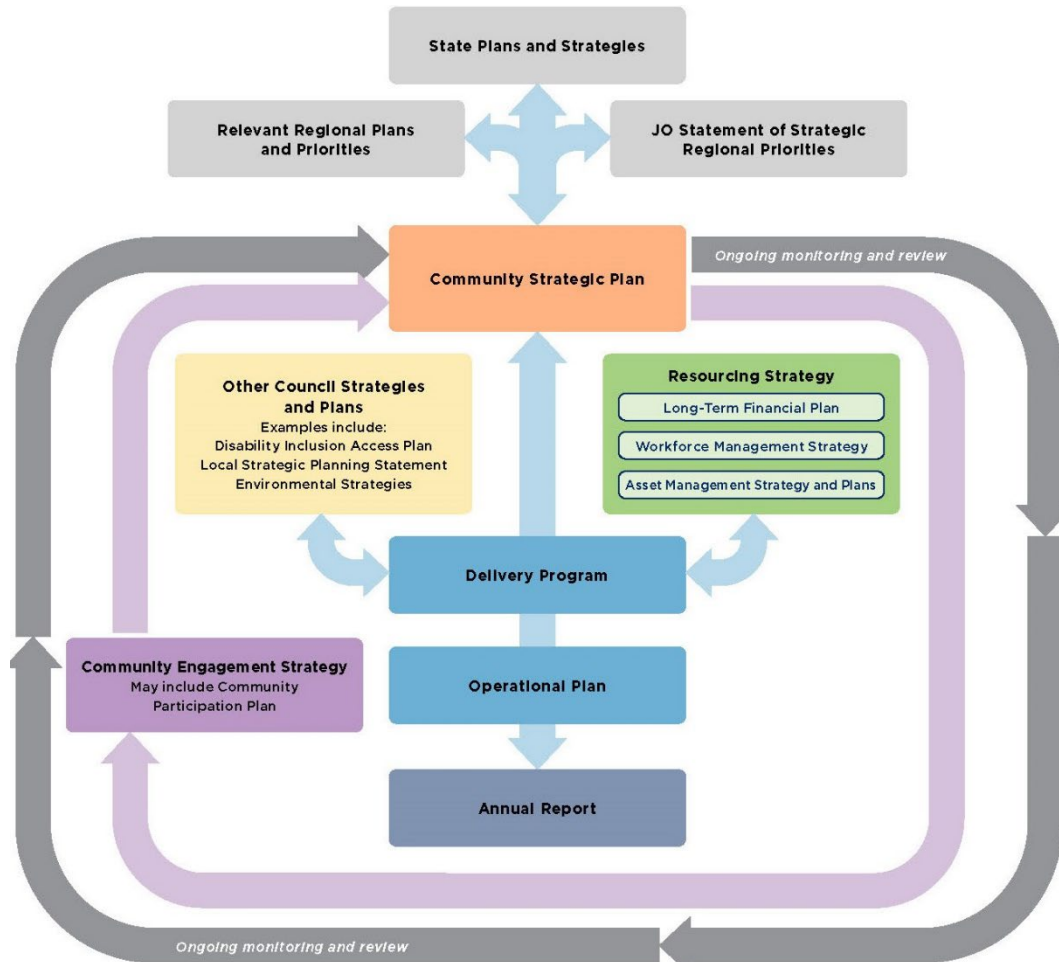 State Plans and Strategies
Relevant Regional Plans
and Priorities
JO Statement of Strategic
Regional Priorities
Community Strategic Plan
Ongoing monitoring and review
Other Council Strategies
and Plans
Examples include:
Disability Inclusion Access Plan
Local Strategic Planning Statement
Environmental Strategies
Resourcing Strategy
Long-Term Financial Plan
Workforce Management Strategy
Asset Management Strategy and Plans
Delivery Program
Community Engagement Strategy
May include Community
Participation Plan
Operational Plan
Annual Report
Ongoing monitoring and review